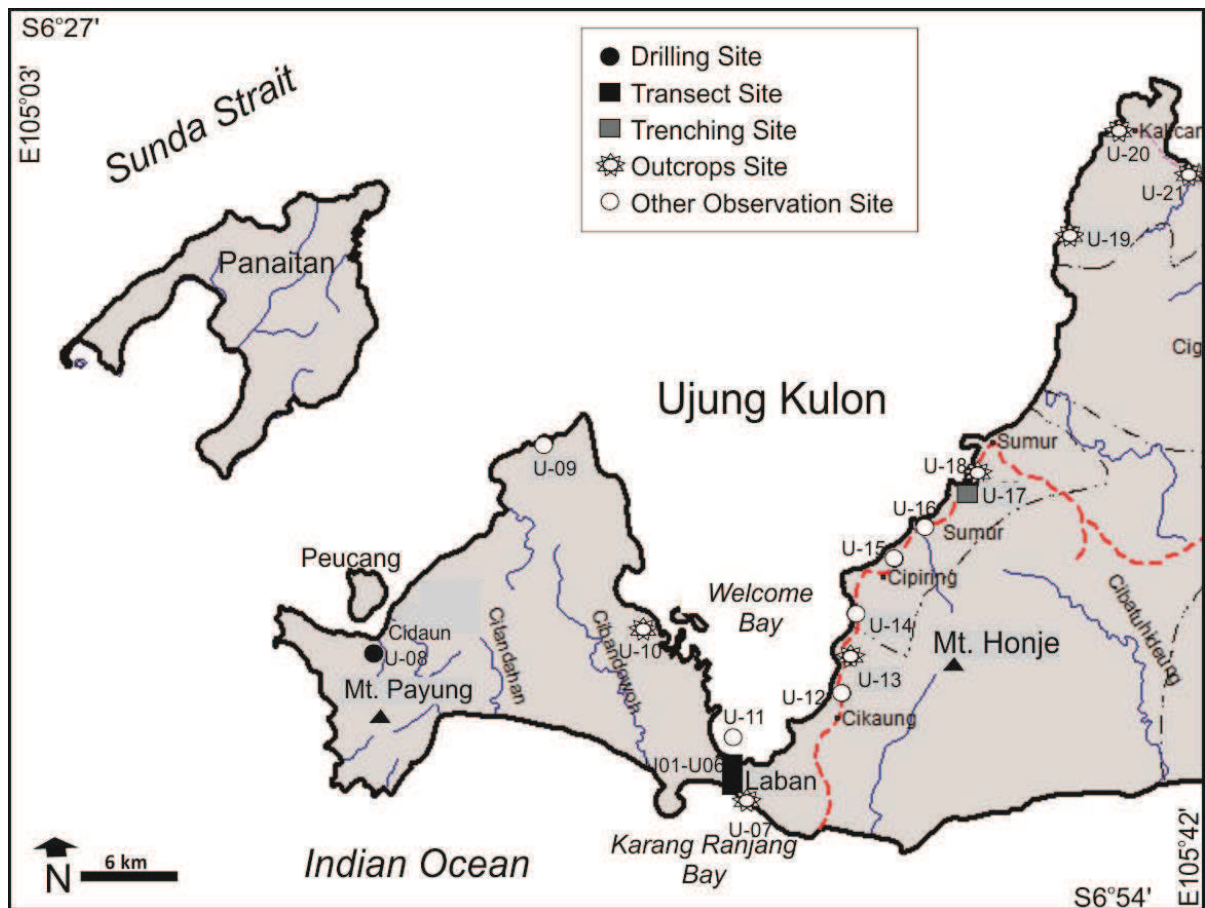 S6°27'
E105°03'
Sunda Strait
Drilling Site
Transect Site
Trenching Site
Outcrops Site
Other Observation Site
U-20
U-21
U-19
Panaitan
Cig
Ujung Kulon
Sumur
U-09
U-18
U-17
U-16
Sumur
U-15
Cipiring
Peucang
Welcome
Bay
U-14
Cidaun
U-08
Citandahan
Cibandowoh
U-10
Mt. Honje
Cibatuhideung
U-13
Mt. Payung
U-12
Cikaung
U-11
U01-U06
Laban
U-07
Karang Ranjang
Bay
Indian Ocean
6 km
N
E105°42'
S6°54'